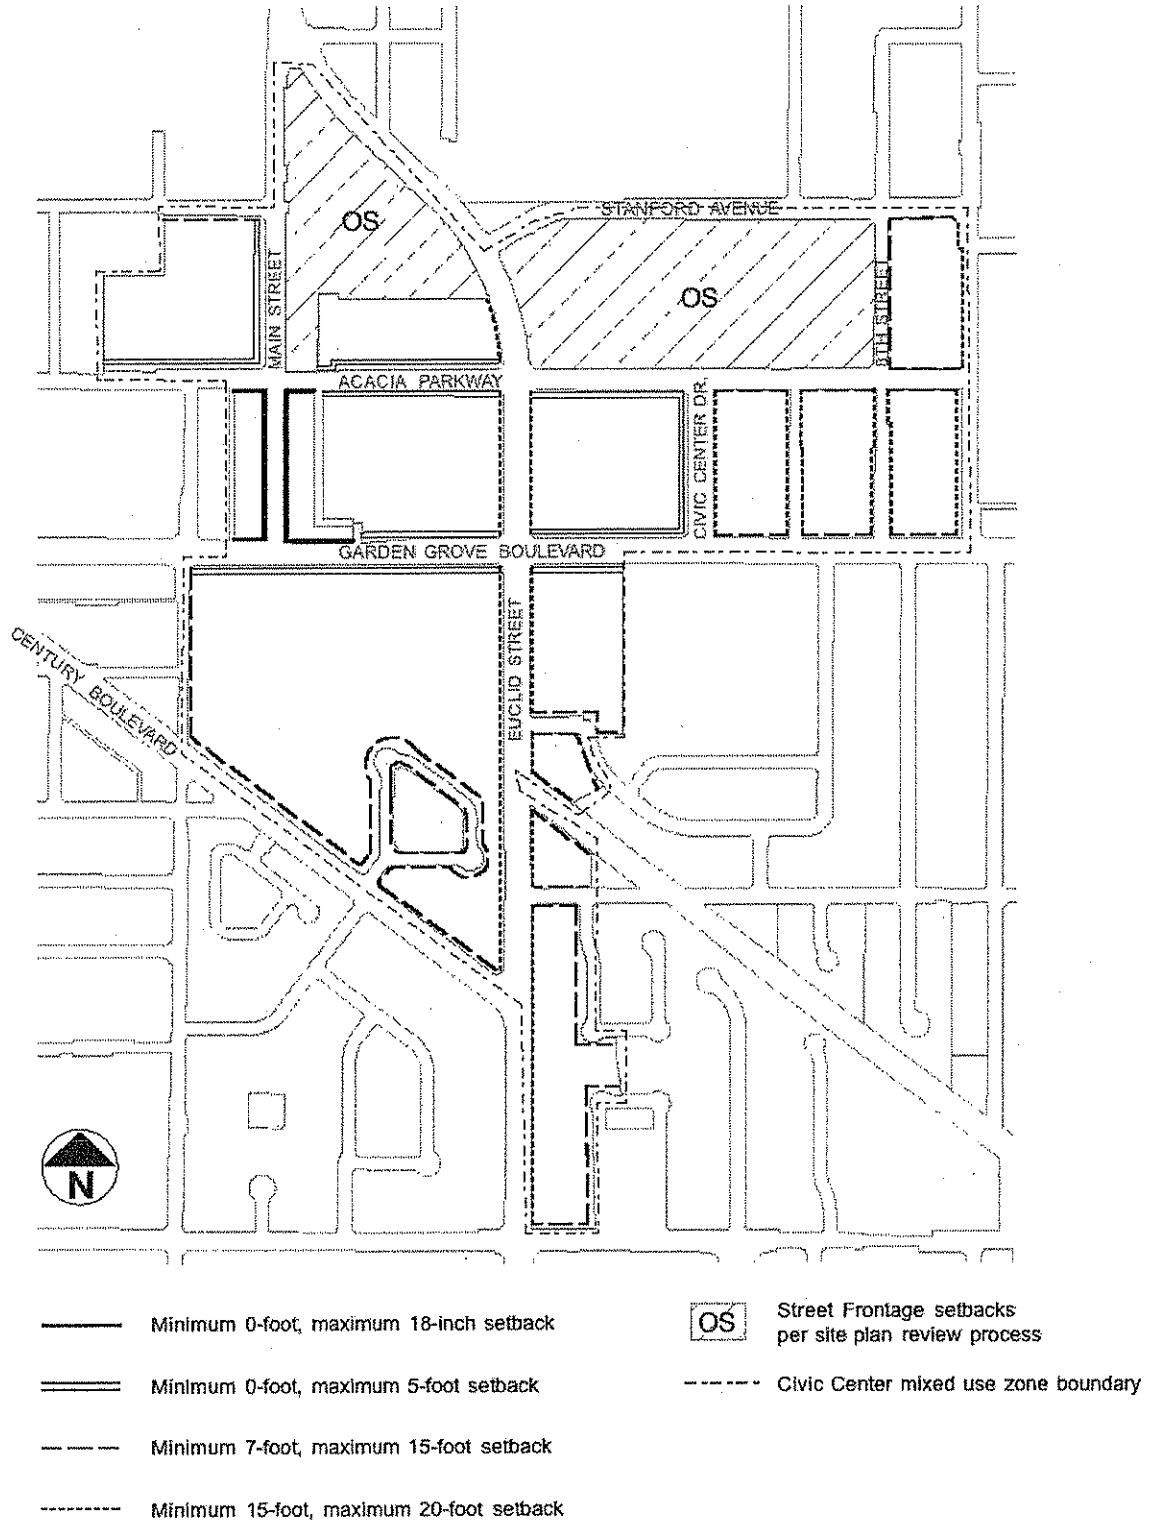 STANFORD AVENUE
OS
MAIN STREET
OS
8TH STREET
ACACIA PARKWAY
CIVIC CENTER DR.
GARDEN GROVE BOULEVARD
EUCLID STREET
CENTURY BOULEVARD
N
Minimum 0-foot, maximum 18-inch setback
Minimum 0-foot, maximum 5-foot setback
Minimum 7-foot, maximum 15-foot setback
Minimum 15-foot, maximum 20-foot setback
OS
Street Frontage setbacks
per site plan review process
Civic Center mixed use zone boundary